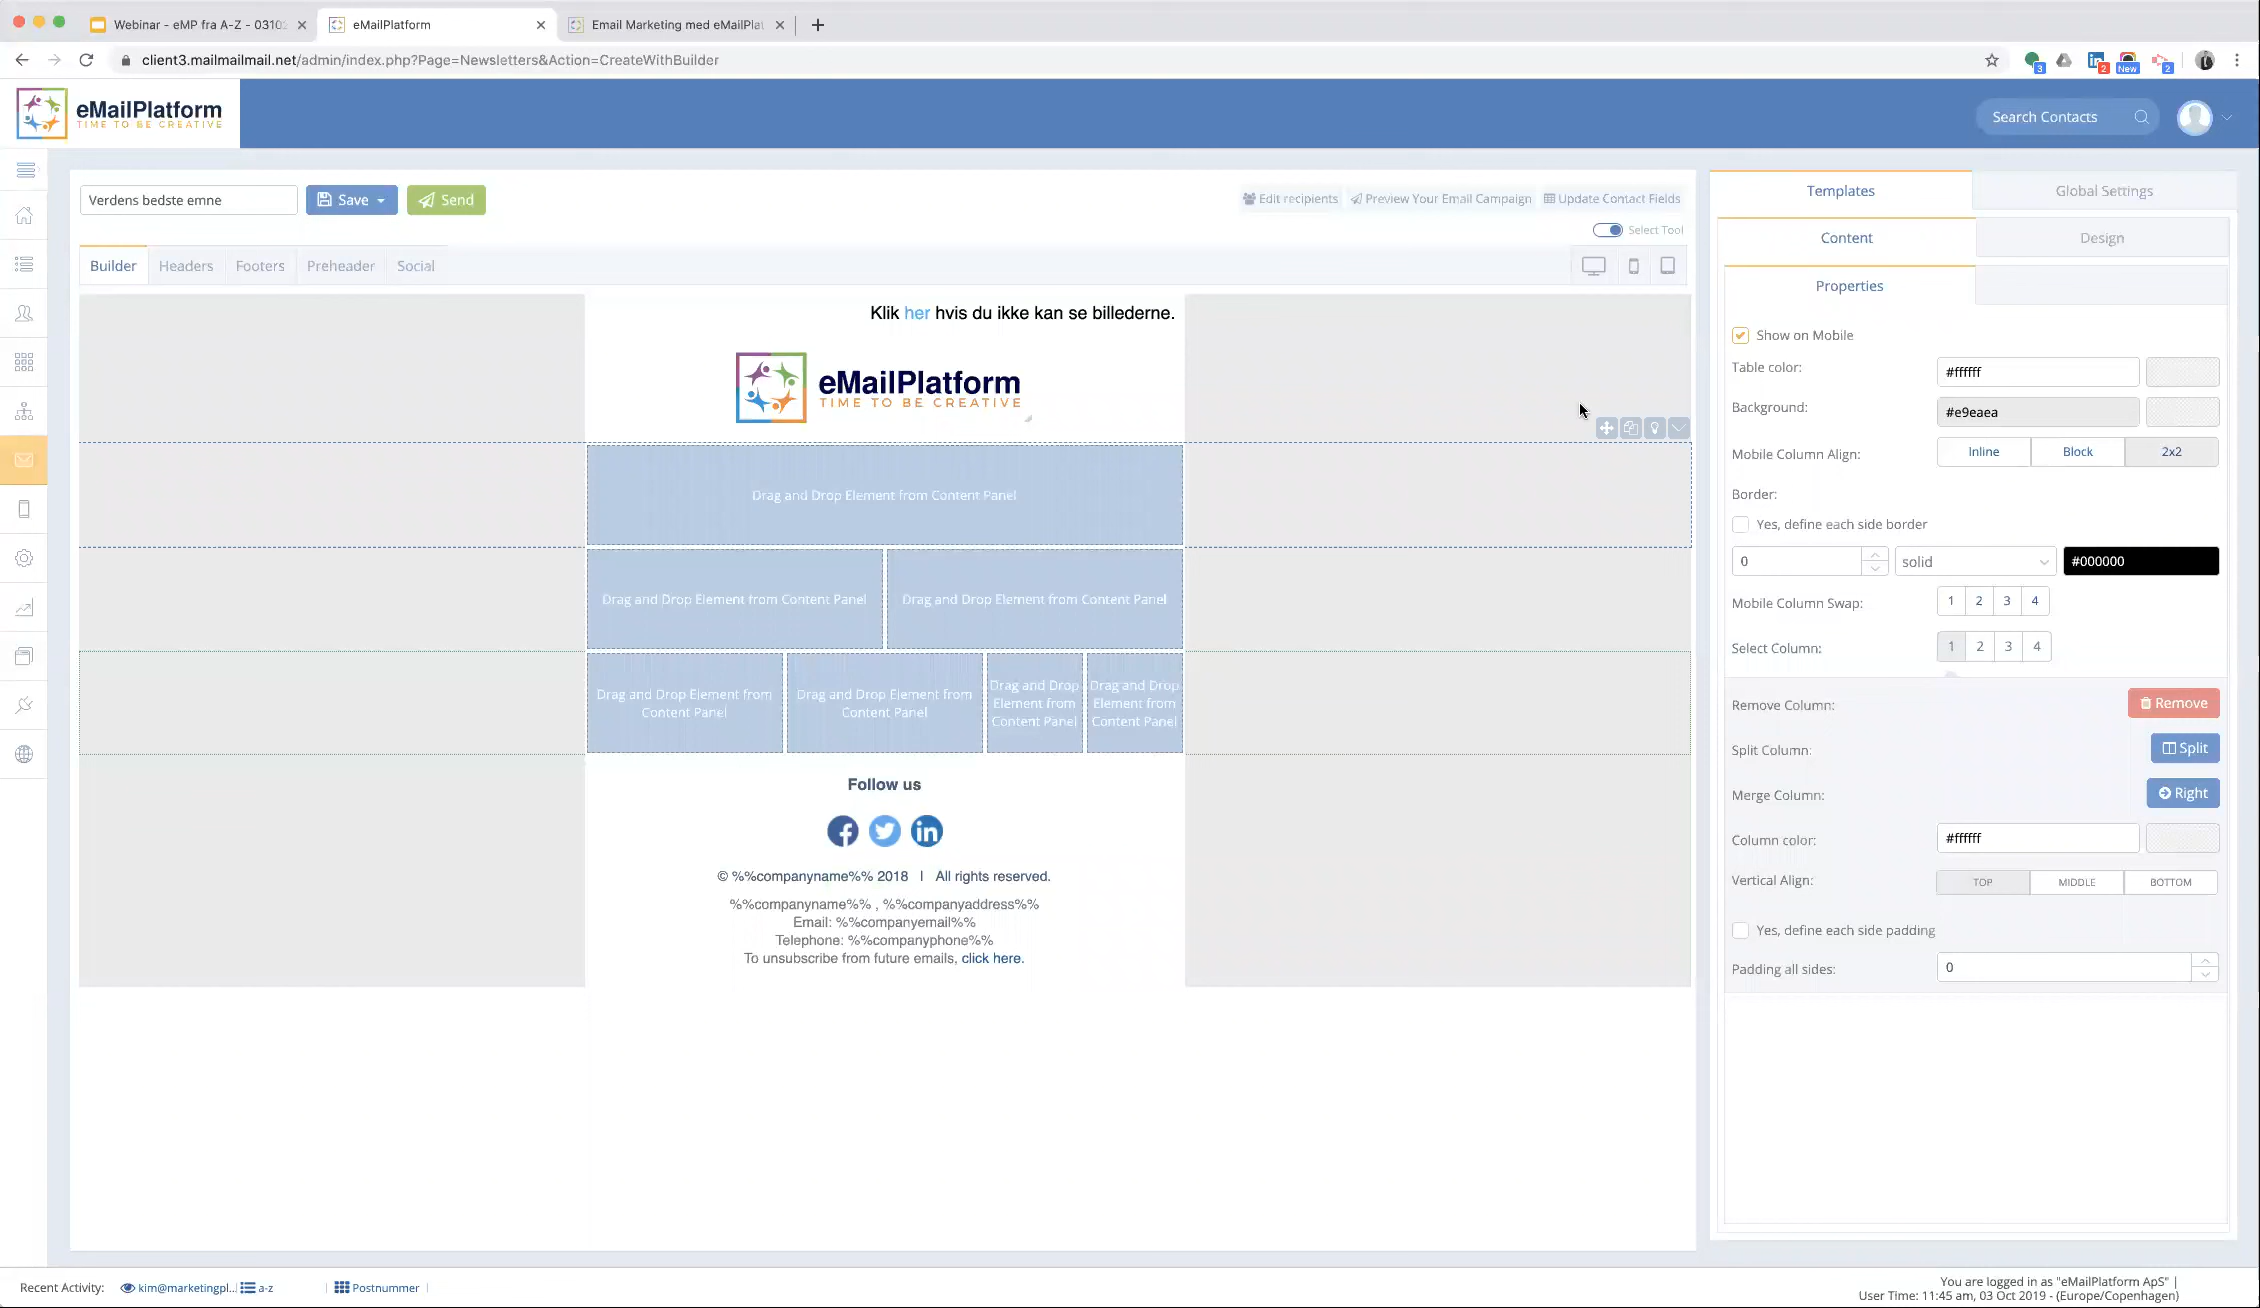 Webinar - eMP fra A-Z - 0310
eMailPlatform
Email Marketing med eMailPla
client3.mailmailmail.net/admin/index.php?Page=Newsletters&Action=CreateWithBuilder
3
2
New
2
eMailPlatform
TIME TO BE CREATIVE
Search Contacts
Verdens bedste emne
Save
Send
Edit recipients
Preview Your Email Campaign
Update Contact Fields
Select Tool
Builder
Headers
Footers
Preheader
Social
Klik her hvis du ikke kan se billederne.
eMailPlatform
TIME TO BE CREATIVE
Drag and Drop Element from Content Panel
Drag and Drop Element from Content Panel
Drag and Drop Element from Content Panel
Drag and Drop Element from
Content Panel
Drag and Drop Element from
Content Panel
Drag and Drop
Element from
Content Panel
Drag and Drop
Element from
Content Panel
Follow us
© %%companyname%% 2018 I All rights reserved.
%%companyname%% , %%companyaddress%%
Email: %%companyemail%%
Telephone: %%companyphone%%
To unsubscribe from future emails, click here.
Templates
Global Settings
Content
Design
Properties
Show on Mobile
Table color:
#ffffff
Background:
#e9eaea
Mobile Column Align:
Inline
Block
2x2
Border:
Yes, define each side border
0
solid
#000000
Mobile Column Swap:
1 2 3 4
Select Column:
1 2 3 4
Remove Column:
Remove
Split Column:
Split
Merge Column:
Right
Column color:
#ffffff
Vertical Align:
TOP
MIDDLE
BOTTOM
Yes, define each side padding
Padding all sides:
0
Recent Activity:
kim@marketingpl...
a-z
Postnummer
You are logged in as "eMailPlatform ApS" |
User Time: 11:45 am, 03 Oct 2019 - (Europe/Copenhagen)